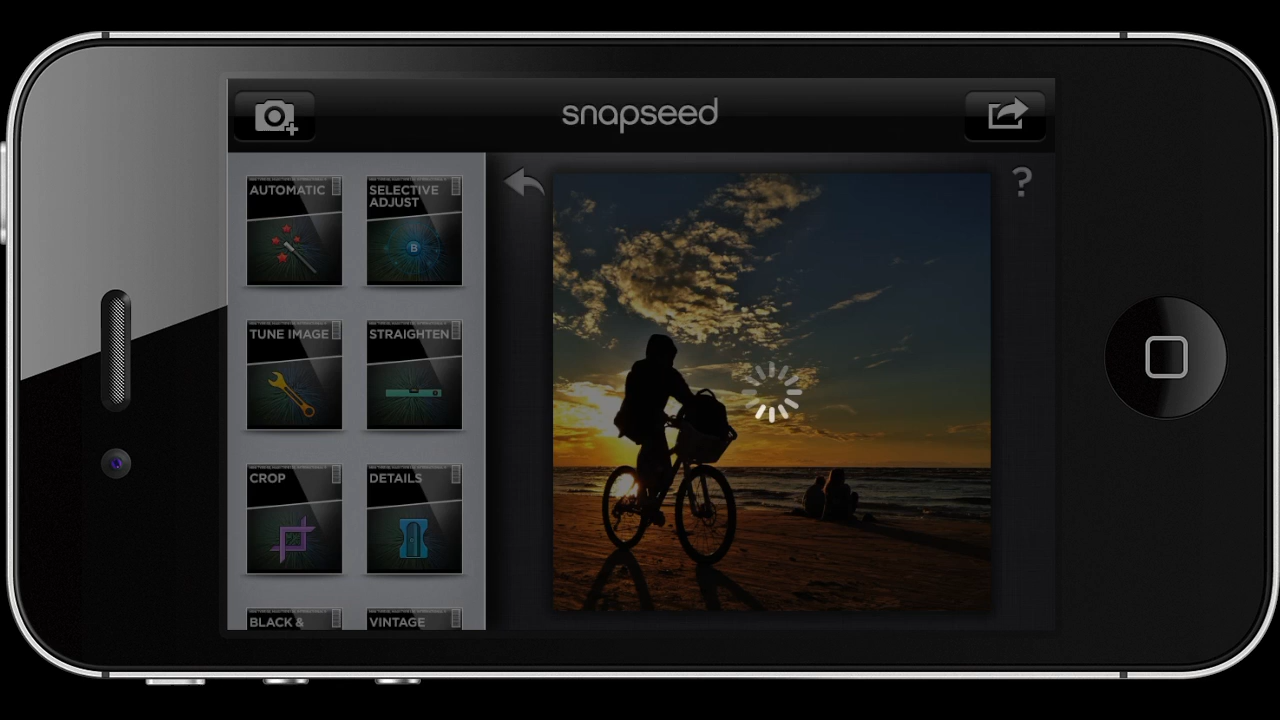 snapseed
AUTOMATIC
SELECTIVE
ADJUST
B
?
TUNE IMAGE
STRAIGHTEN
CROP
DETAILS
BLACK &
VINTAGE